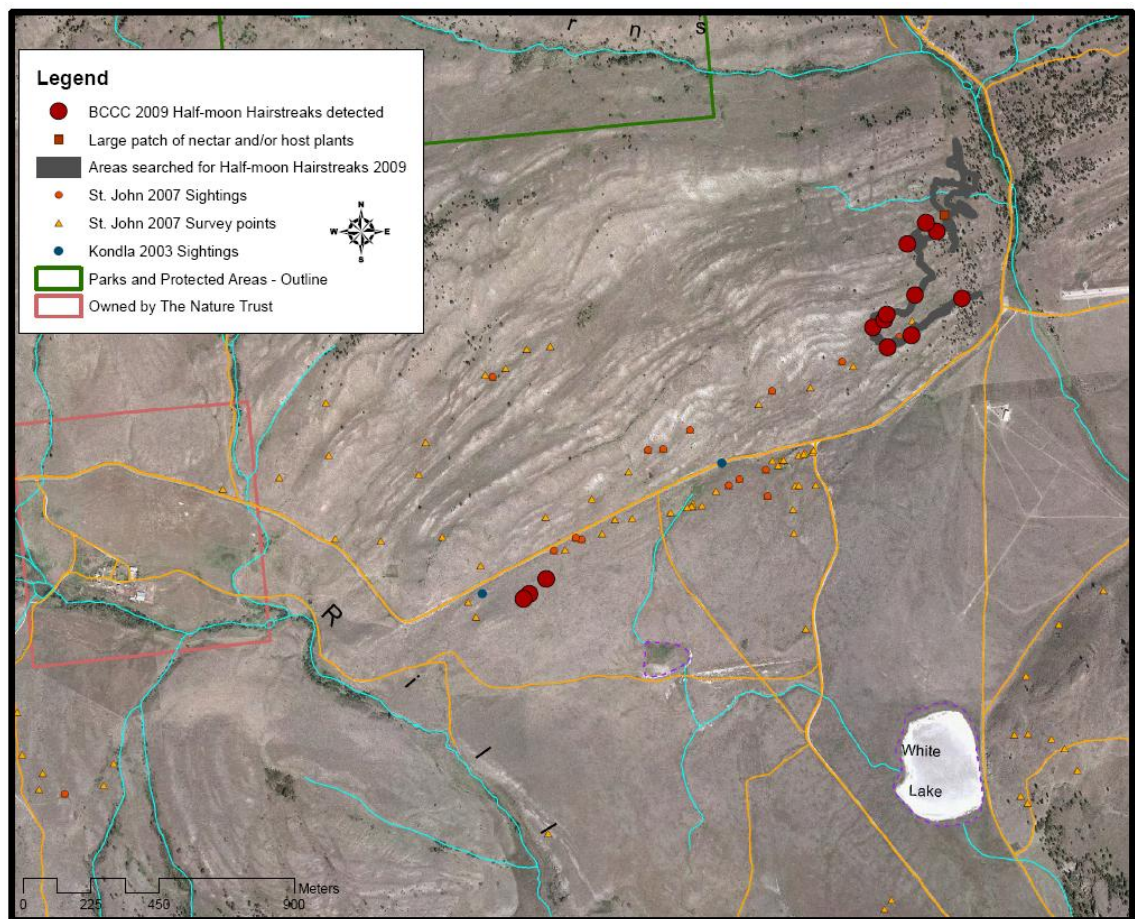 r n s
Legend
BCCC 2009 Half-moon Hairstreaks detected
Large patch of nectar and/or host plants
Areas searched for Half-moon Hairstreaks 2009
St. John 2007 Sightings
St. John 2007 Survey points
Kondla 2003 Sightings
Parks and Protected Areas - Outline
Owned by The Nature Trust
N
W E
S
R i l l
White
Lake
Meters
0 225 450 900